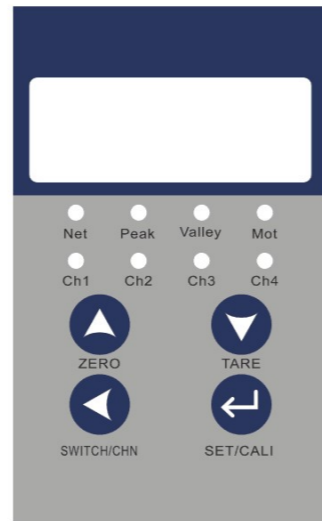 Net Peak Valley Mot
Ch1 Ch2 Ch3 Ch4
ZERO TARE
SWITCH/CHN SET/CALI